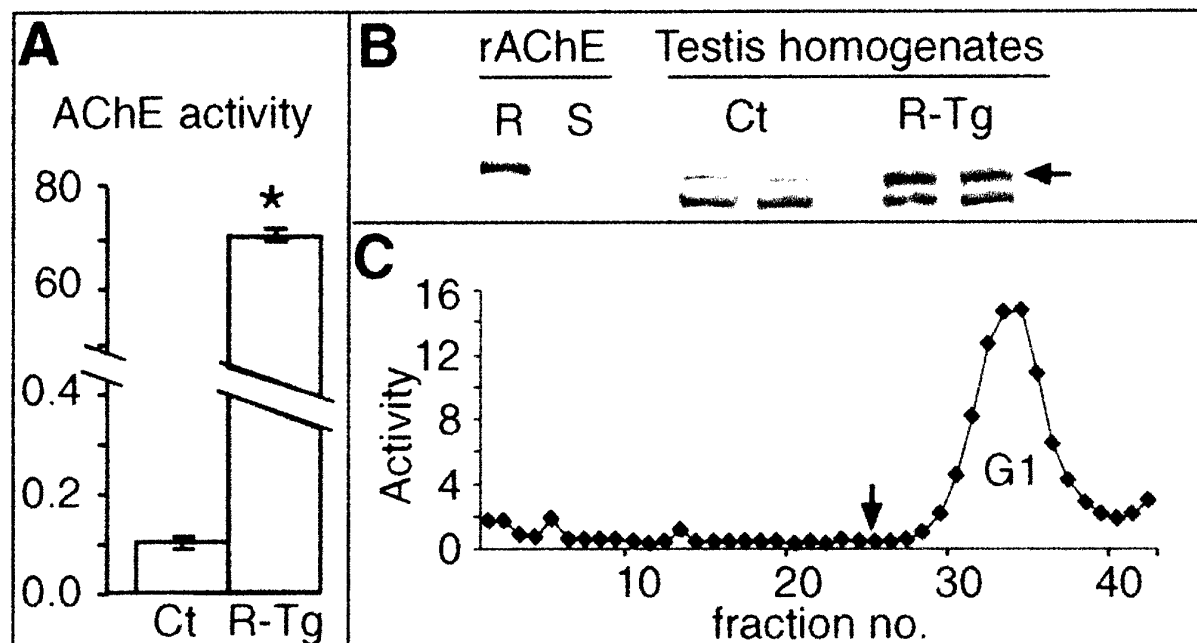 A
AChE activity
80
60
0.4
0.2
0.0
*
Ct R-Tg
B
rAChE Testis homogenates
R S Ct R-Tg
C
Activity
16
12
8
4
0
G1
10 20 30 40
fraction no.